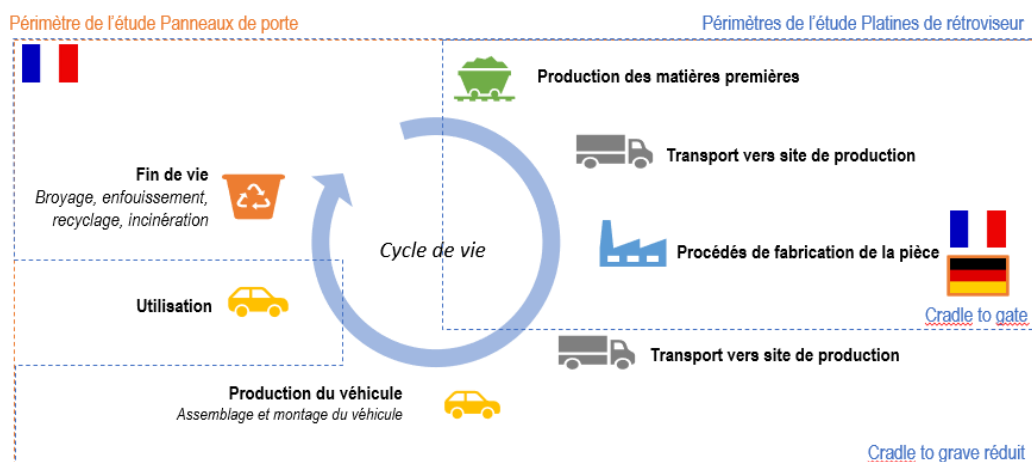 Périmètre de l'étude Panneaux de porte
Périmètres de l'étude Platines de rétroviseur
Production des matières premières
Transport vers site de production
Fin de vie
Broyage, enfouissement,
recyclage, incinération
Cycle de vie
Procédés de fabrication de la pièce
Utilisation
Cradle to gate
Transport vers site de production
Production du véhicule
Assemblage et montage du véhicule
Cradle to grave réduit